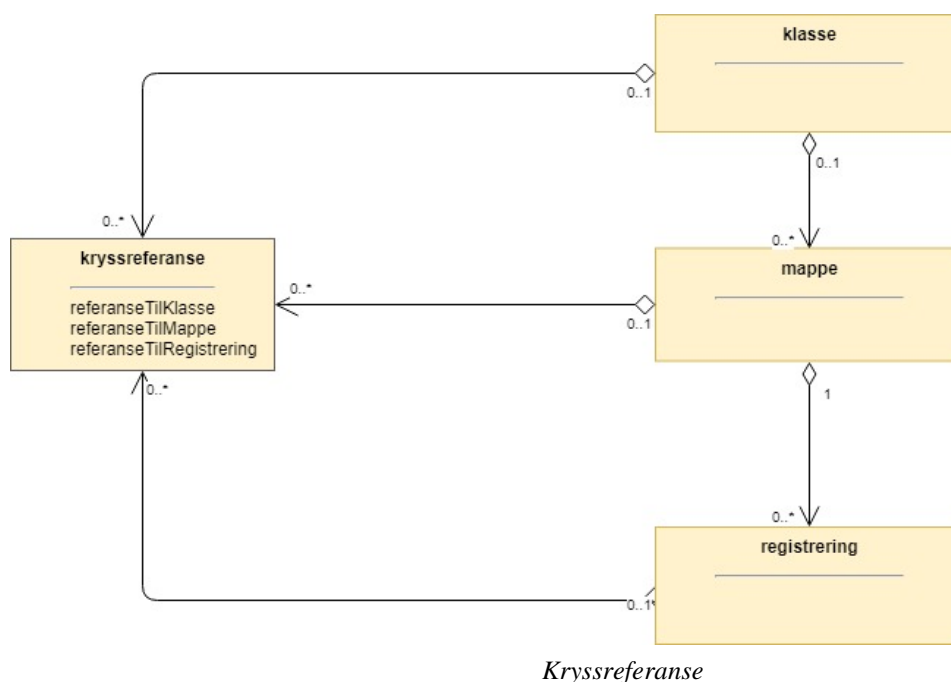 klasse
0..1
0..1
0..*
0..*
kryssreferanse
referanseTilKlasse
referanseTilMappe
referanseTilRegistrering
0..*
mappe
0..1
0..*
1
0..*
registrering
0..1
Kryssreferanse